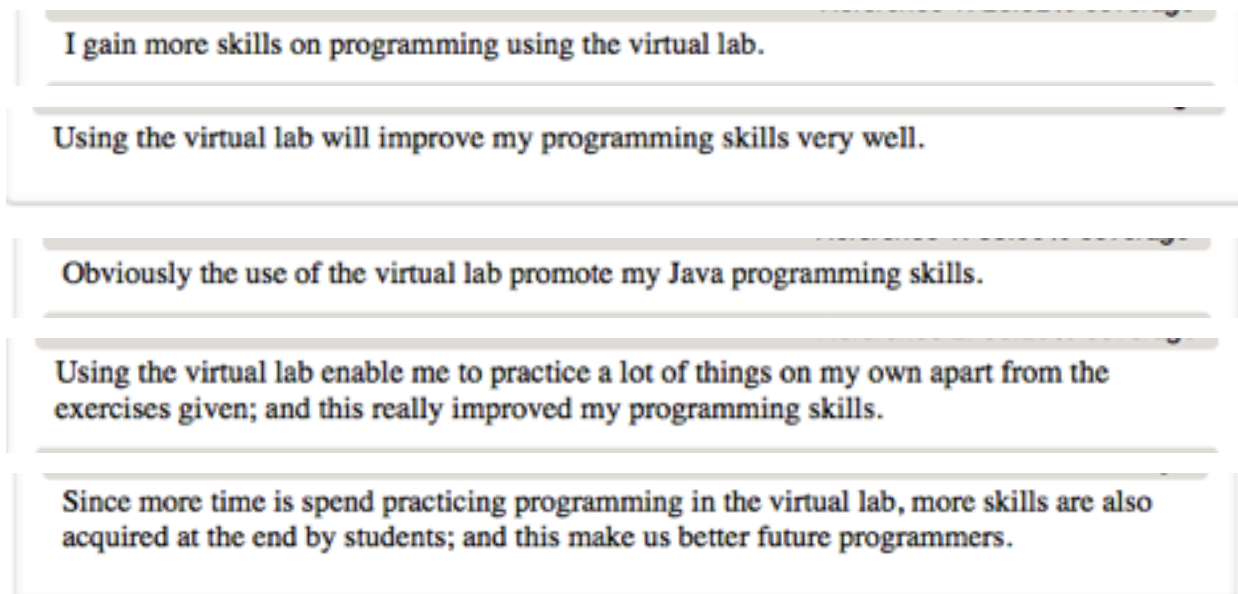 I gain more skills on programming using the virtual lab.
Using the virtual lab will improve my programming skills very well.
Obviously the use of the virtual lab promote my Java programming skills.
Using the virtual lab enable me to practice a lot of things on my own apart from the
exercises given; and this really improved my programming skills.
Since more time is spend practicing programming in the virtual lab, more skills are also
acquired at the end by students; and this make us better future programmers.